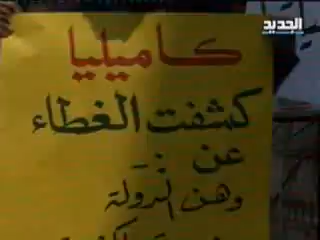 الجديد
كاميليا
كشفت الغطاء
عن :-
وهن الدولة